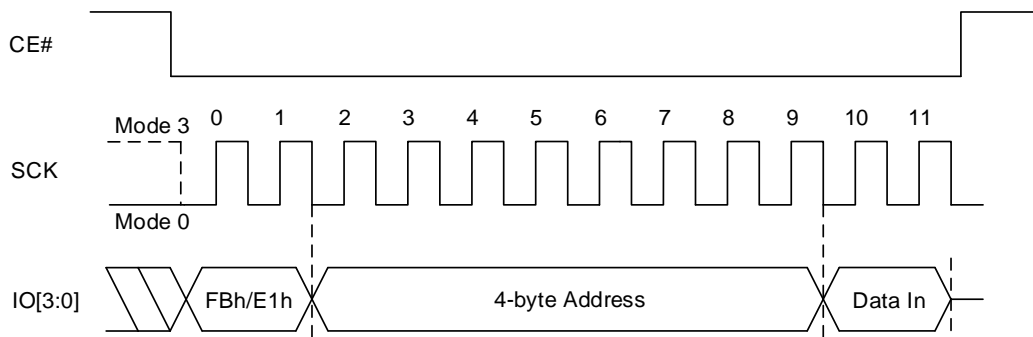 CE#
0 1 2 3 4 5 6 7 8 9 10 11
Mode 3
SCK
Mode 0
IO[3:0] FBh/E1h 4-byte Address Data In